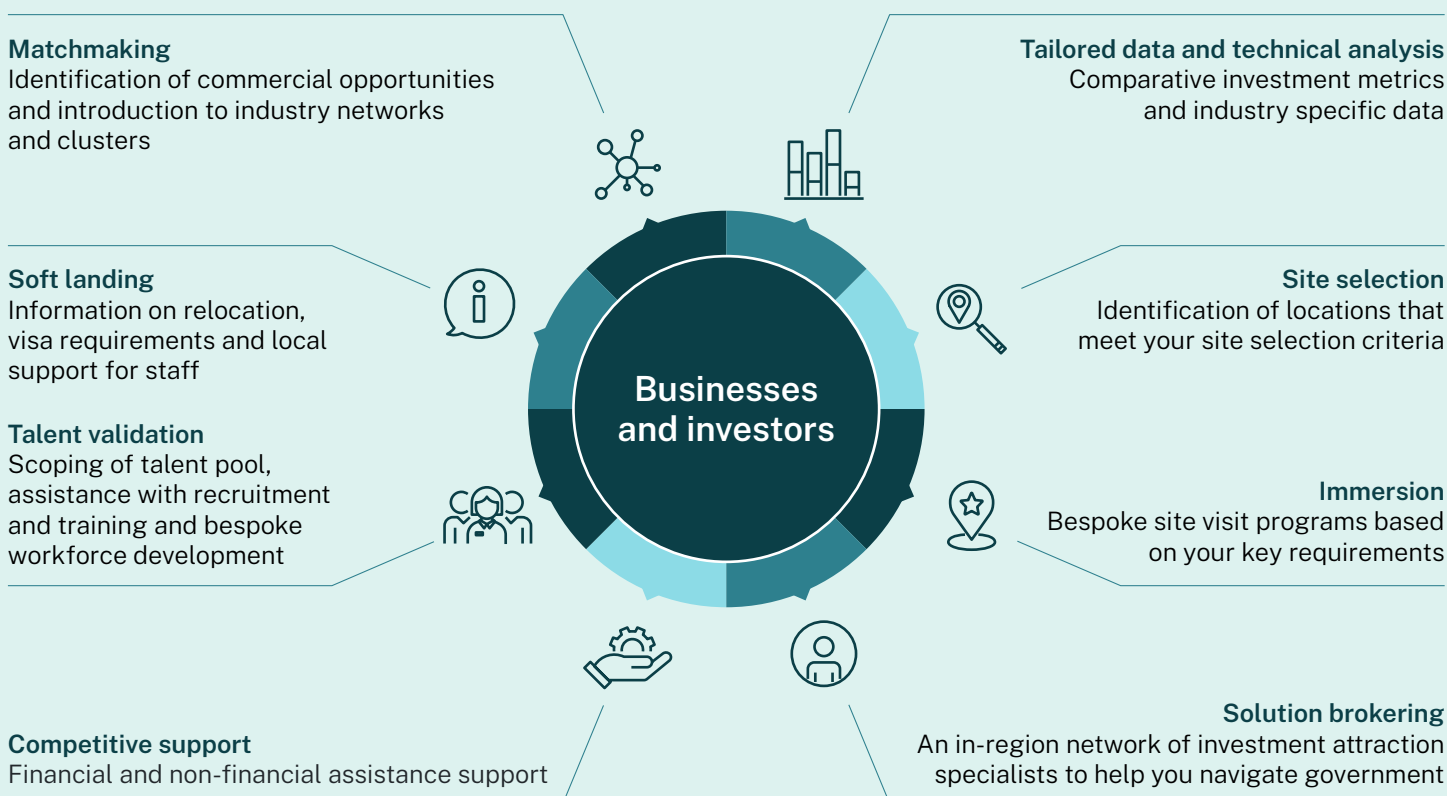 Matchmaking
Identification of commercial opportunities
and introduction to industry networks
and clusters
Tailored data and technical analysis
Comparative investment metrics
and industry specific data
Soft landing
Information on relocation,
visa requirements and local
support for staff
Site selection
Identification of locations that
meet your site selection criteria
Businesses
and investors
Talent validation
Scoping of talent pool,
assistance with recruitment
and training and bespoke
workforce development
Immersion
Bespoke site visit programs based
on your key requirements
Competitive support
Financial and non-financial assistance support
Solution brokering
An in-region network of investment attraction
specialists to help you navigate government